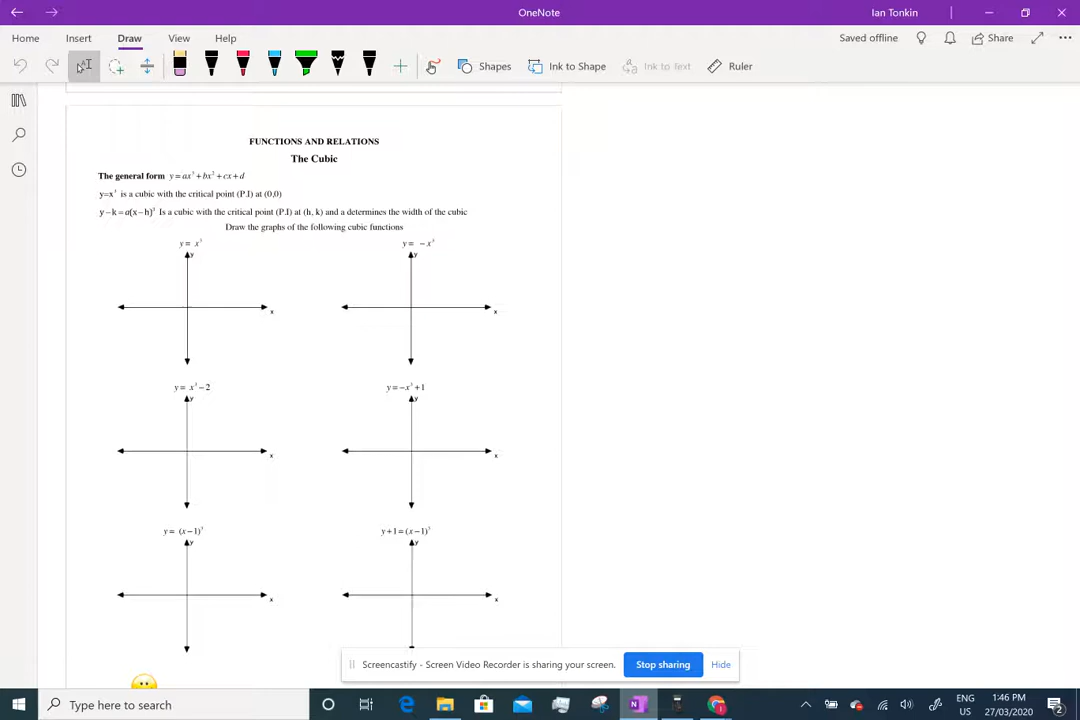 OneNote
Ian Tonkin
Home Insert Draw View Help
Saved offline
Share
Shapes
Ink to Shape
Ink to Text
Ruler
FUNCTIONS AND RELATIONS
The Cubic
The general form y = ax³ + bx² + cx + d
y=x³ is a cubic with the critical point (P.I) at (0,0)
y – k = a(x – h)³ Is a cubic with the critical point (P.I) at (h, k) and a determines the width of the cubic
Draw the graphs of the following cubic functions
y = x³ y = – x³
y y
x x
y = x³ – 2 y = – x³ + 1
y y
x x
y = (x – 1)³ y + 1 = (x – 1)³
y y
x x
Screencastify - Screen Video Recorder is sharing your screen.
Stop sharing
Hide
Type here to search
ENG
US
1:46 PM
27/03/2020
2